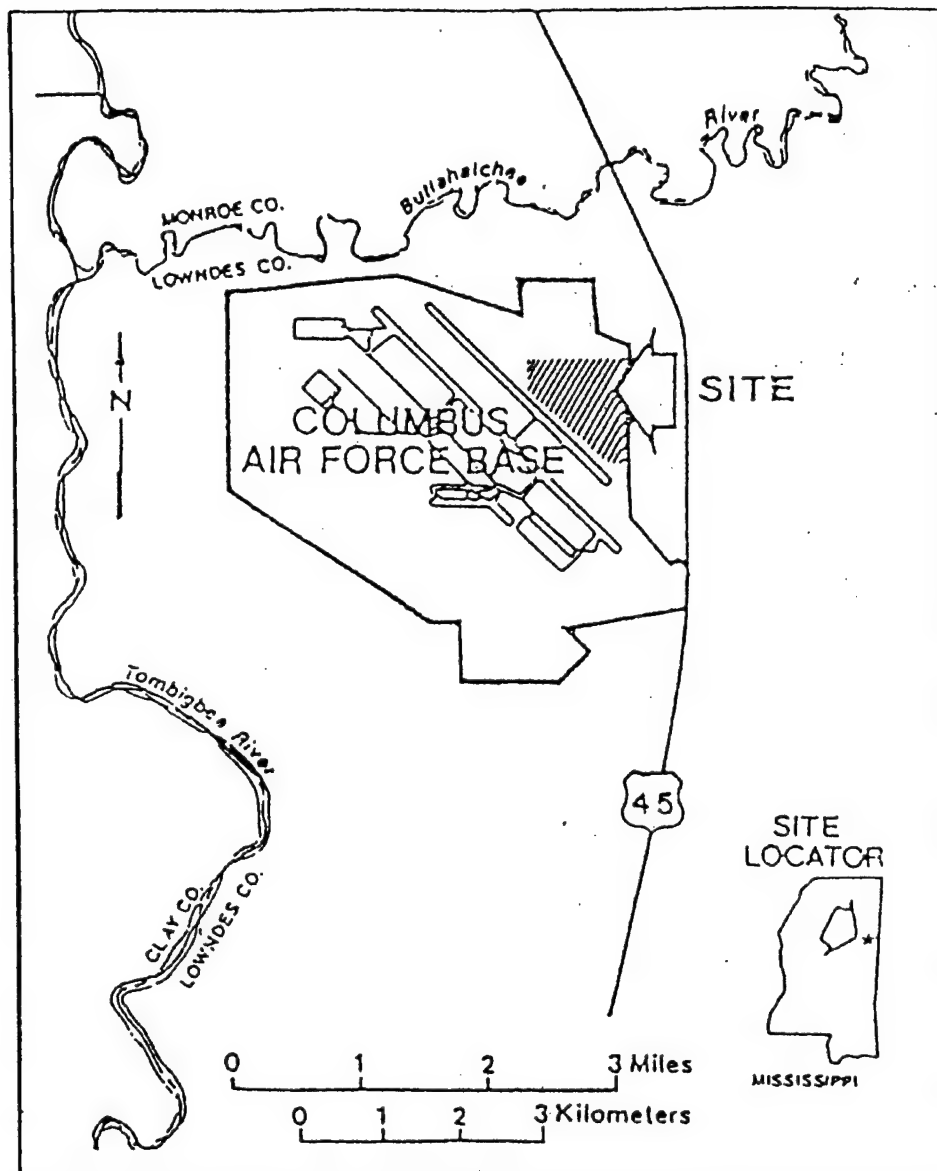 River
Buttahatchee
MONROE CO.
LOWNDES CO.
N
SITE
COLUMBUS
AIR FORCE BASE
Tombigbee River
45
SITE
LOCATOR
CLAY CO.
LOWNDES CO.
MISSISSIPPI
0 1 2 3 Miles
0 1 2 3 Kilometers